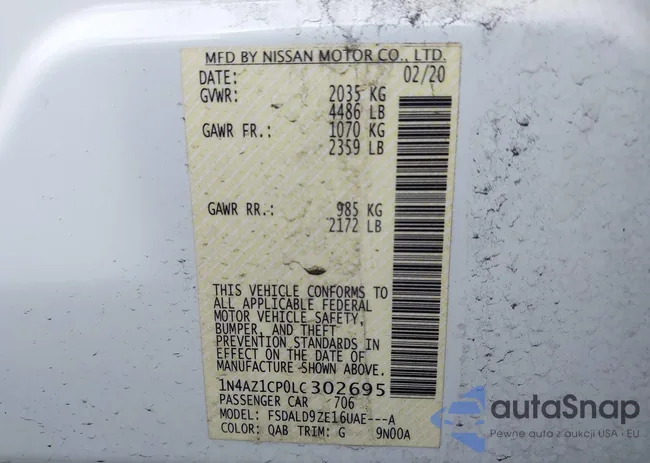 MFD BY NISSAN MOTOR CO., LTD.
DATE: 02/20
GVWR: 2035 KG
4486 LB
GAWR FR.: 1070 KG
2359 LB
GAWR RR.: 985 KG
2172 LB
THIS VEHICLE CONFORMS TO
ALL APPLICABLE FEDERAL
MOTOR VEHICLE SAFETY,
BUMPER, AND THEFT
PREVENTION STANDARDS IN
EFFECT ON THE DATE OF
MANUFACTURE SHOWN ABOVE.
1N4AZ1CP0LC302695
PASSENGER CAR 706
MODEL: FSDALD9ZE16UAE---A
COLOR: QAB TRIM: G 9N00A
autoSnap
Pewne auta z aukcji USA • EU